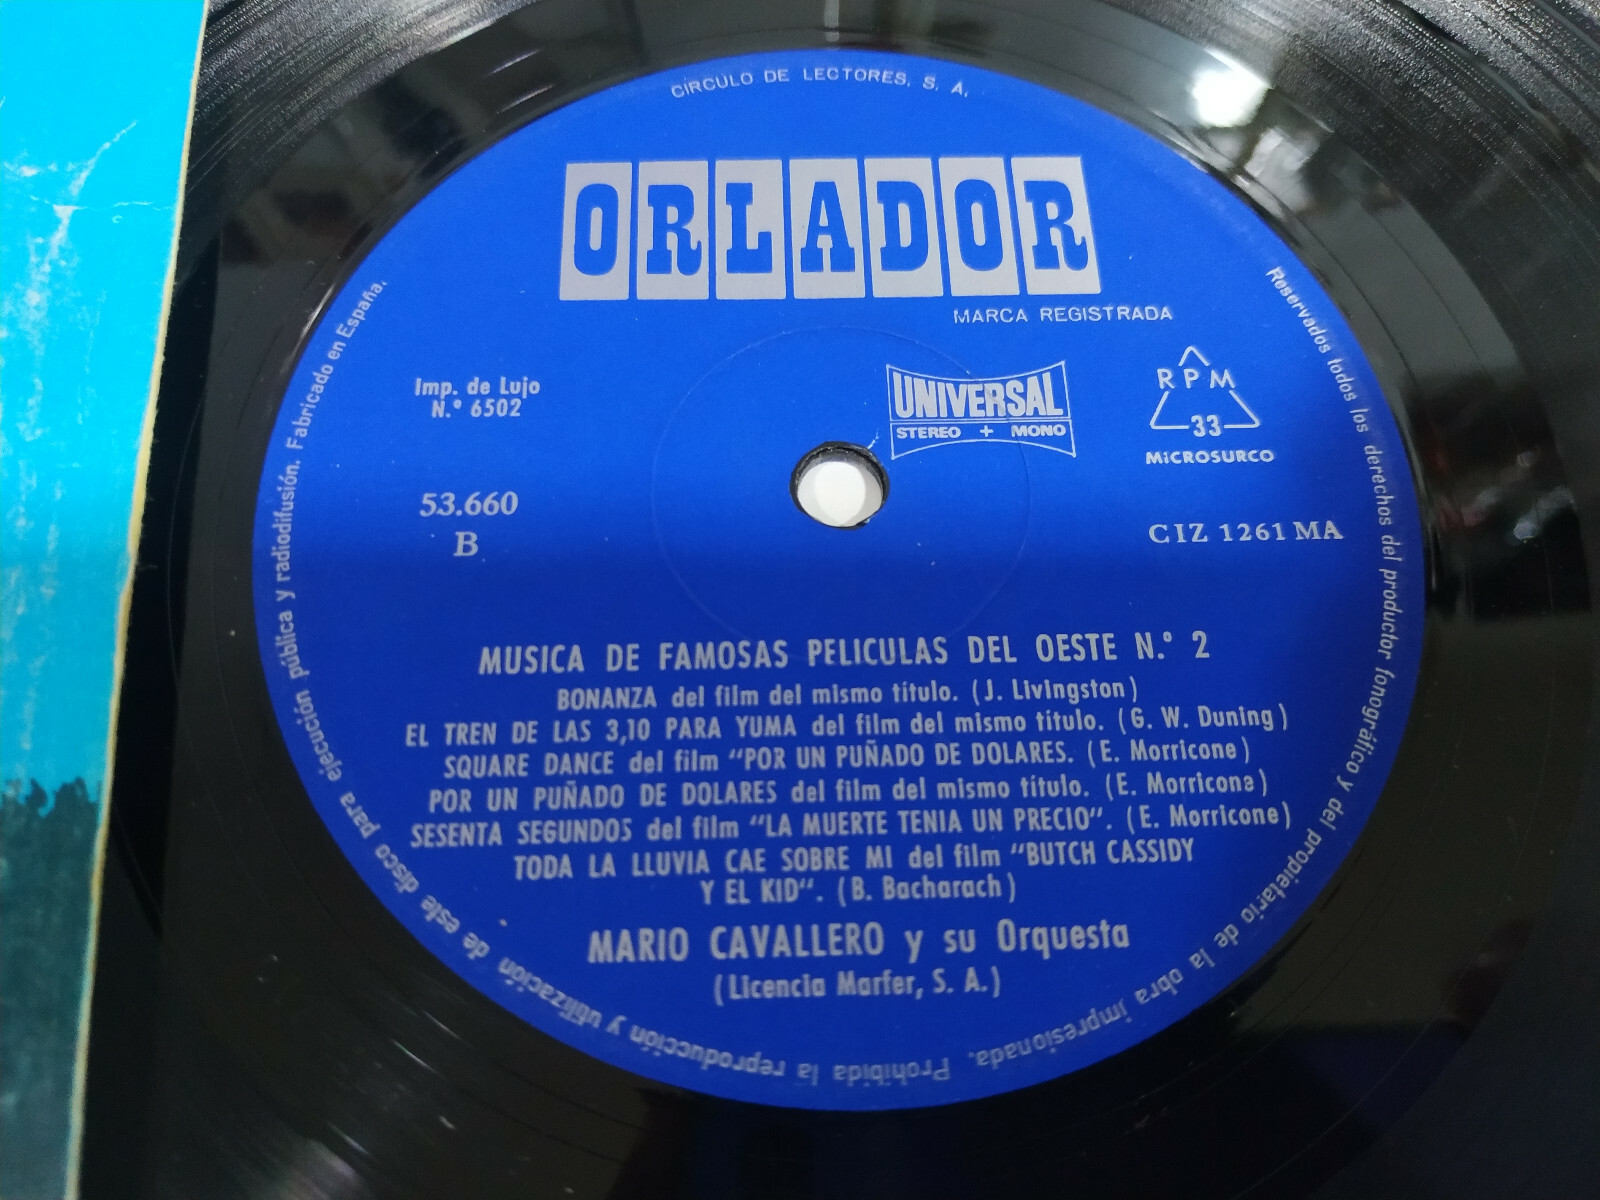 CIRCULO DE LECTORES, S. A.
ORLADOR
MARCA REGISTRADA
Imp. de Lujo
N.º 6502
UNIVERSAL
STEREO + MONO
RPM
33
MICROSURCO
53.660
B
CIZ 1261 MA
MUSICA DE FAMOSAS PELICULAS DEL OESTE N.º 2
BONANZA del film del mismo título. (J. Livingston)
EL TREN DE LAS 3,10 PARA YUMA del film del mismo título. (G. W. Duning)
SQUARE DANCE del film "POR UN PUÑADO DE DOLARES. (E. Morricone)
POR UN PUÑADO DE DOLARES del film del mismo título. (E. Morricona)
SESENTA SEGUNDOS del film "LA MUERTE TENIA UN PRECIO". (E. Morricone)
TODA LA LLUVIA CAE SOBRE MI del film "BUTCH CASSIDY
Y EL KID". (B. Bacharach)
MARIO CAVALLERO y su Orquesta
(Licencia Marfer, S. A.)
Reservados todos los derechos del productor fonográfico y del propietario de la obra impresionada. Prohibida la reproducción y utilización de este disco para ejecución pública y radiodifusión. Fabricado en España.